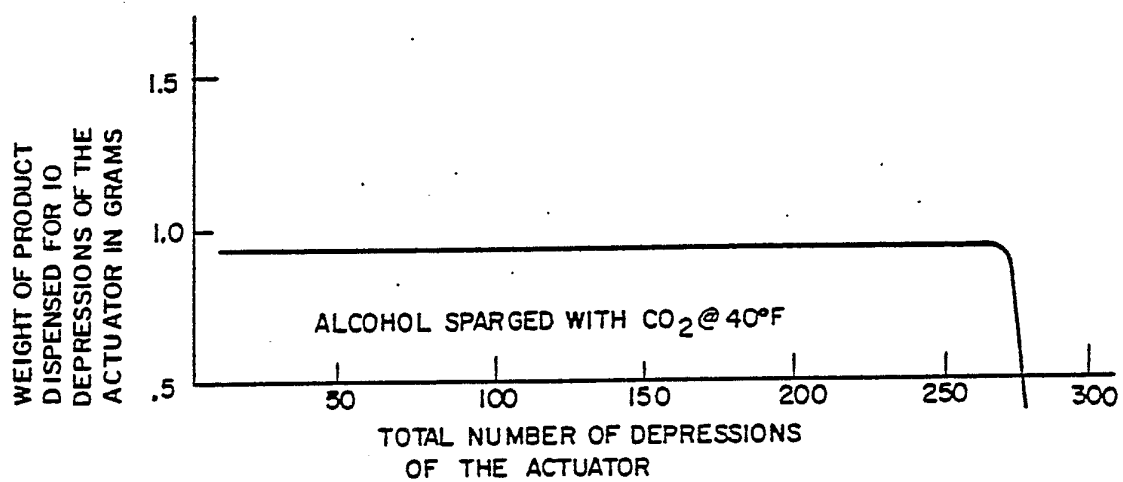 WEIGHT OF PRODUCT
DISPENSED FOR 10
DEPRESSIONS OF THE
ACTUATOR IN GRAMS
1.5
1.0
.5
ALCOHOL SPARGED WITH CO2@40°F
50
100
150
200
250
300
TOTAL NUMBER OF DEPRESSIONS
OF THE ACTUATOR